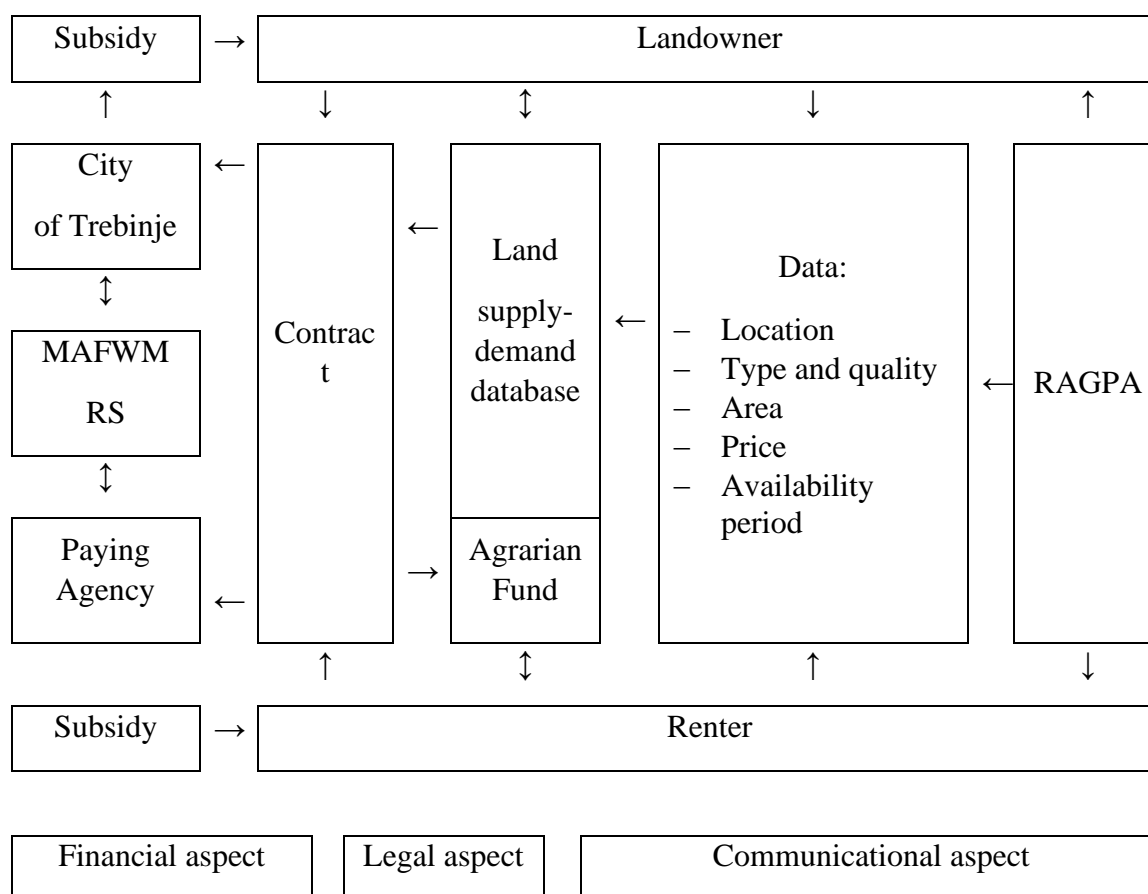 Subsidy → Landowner
↑ ↓ ↕ ↓ ↑
City
of Trebinje
←
↕
MAFWM
RS
↕
Paying
Agency
←
Contrac
t
←
→
Land
supply-
demand
database
Agrarian
Fund
←
Data:
– Location
– Type and quality
– Area
– Price
– Availability
period
←
RAGPA
↑ ↕ ↑ ↓
Subsidy → Renter
Financial aspect
Legal aspect
Communicational aspect